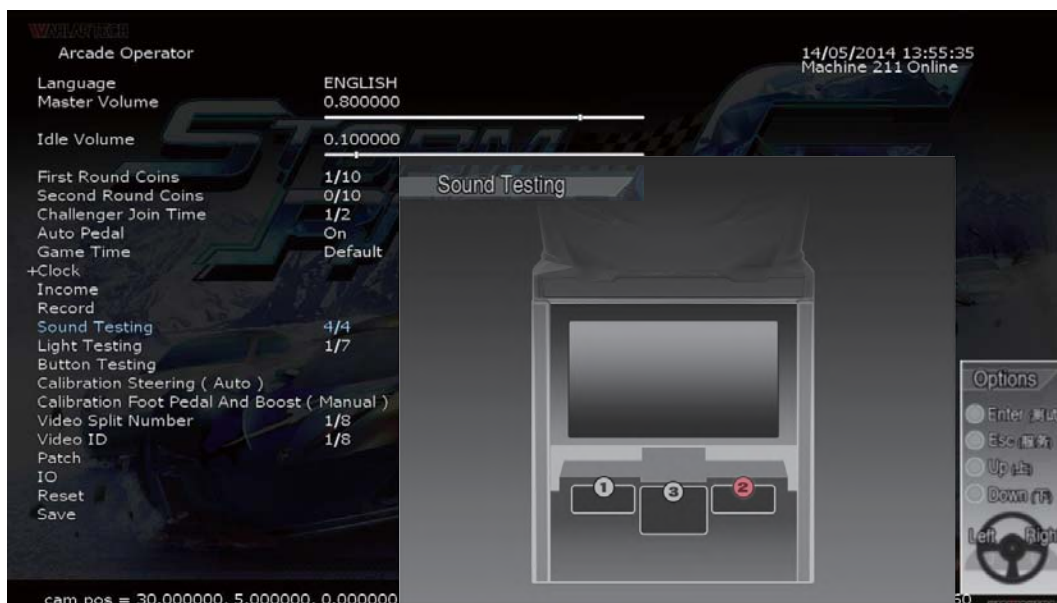 WAHLAPTECH
Arcade Operator
14/05/2014 13:55:35
Machine 211 Online
Language ENGLISH
Master Volume 0.800000
Idle Volume 0.100000
STORM
First Round Coins 1/10
Second Round Coins 0/10
Challenger Join Time 1/2
Auto Pedal On
Game Time Default
+Clock
Income
Record
Sound Testing 4/4
Light Testing 1/7
Button Testing
Calibration Steering ( Auto )
Calibration Foot Pedal And Boost ( Manual )
Video Split Number 1/8
Video ID 1/8
Patch
IO
Reset
Save
Sound Testing
1
3
2
Options
Enter
Esc
Up (上)
Down (下)
Left Right
cam pos = 30.000000, 5.000000, 0.000000